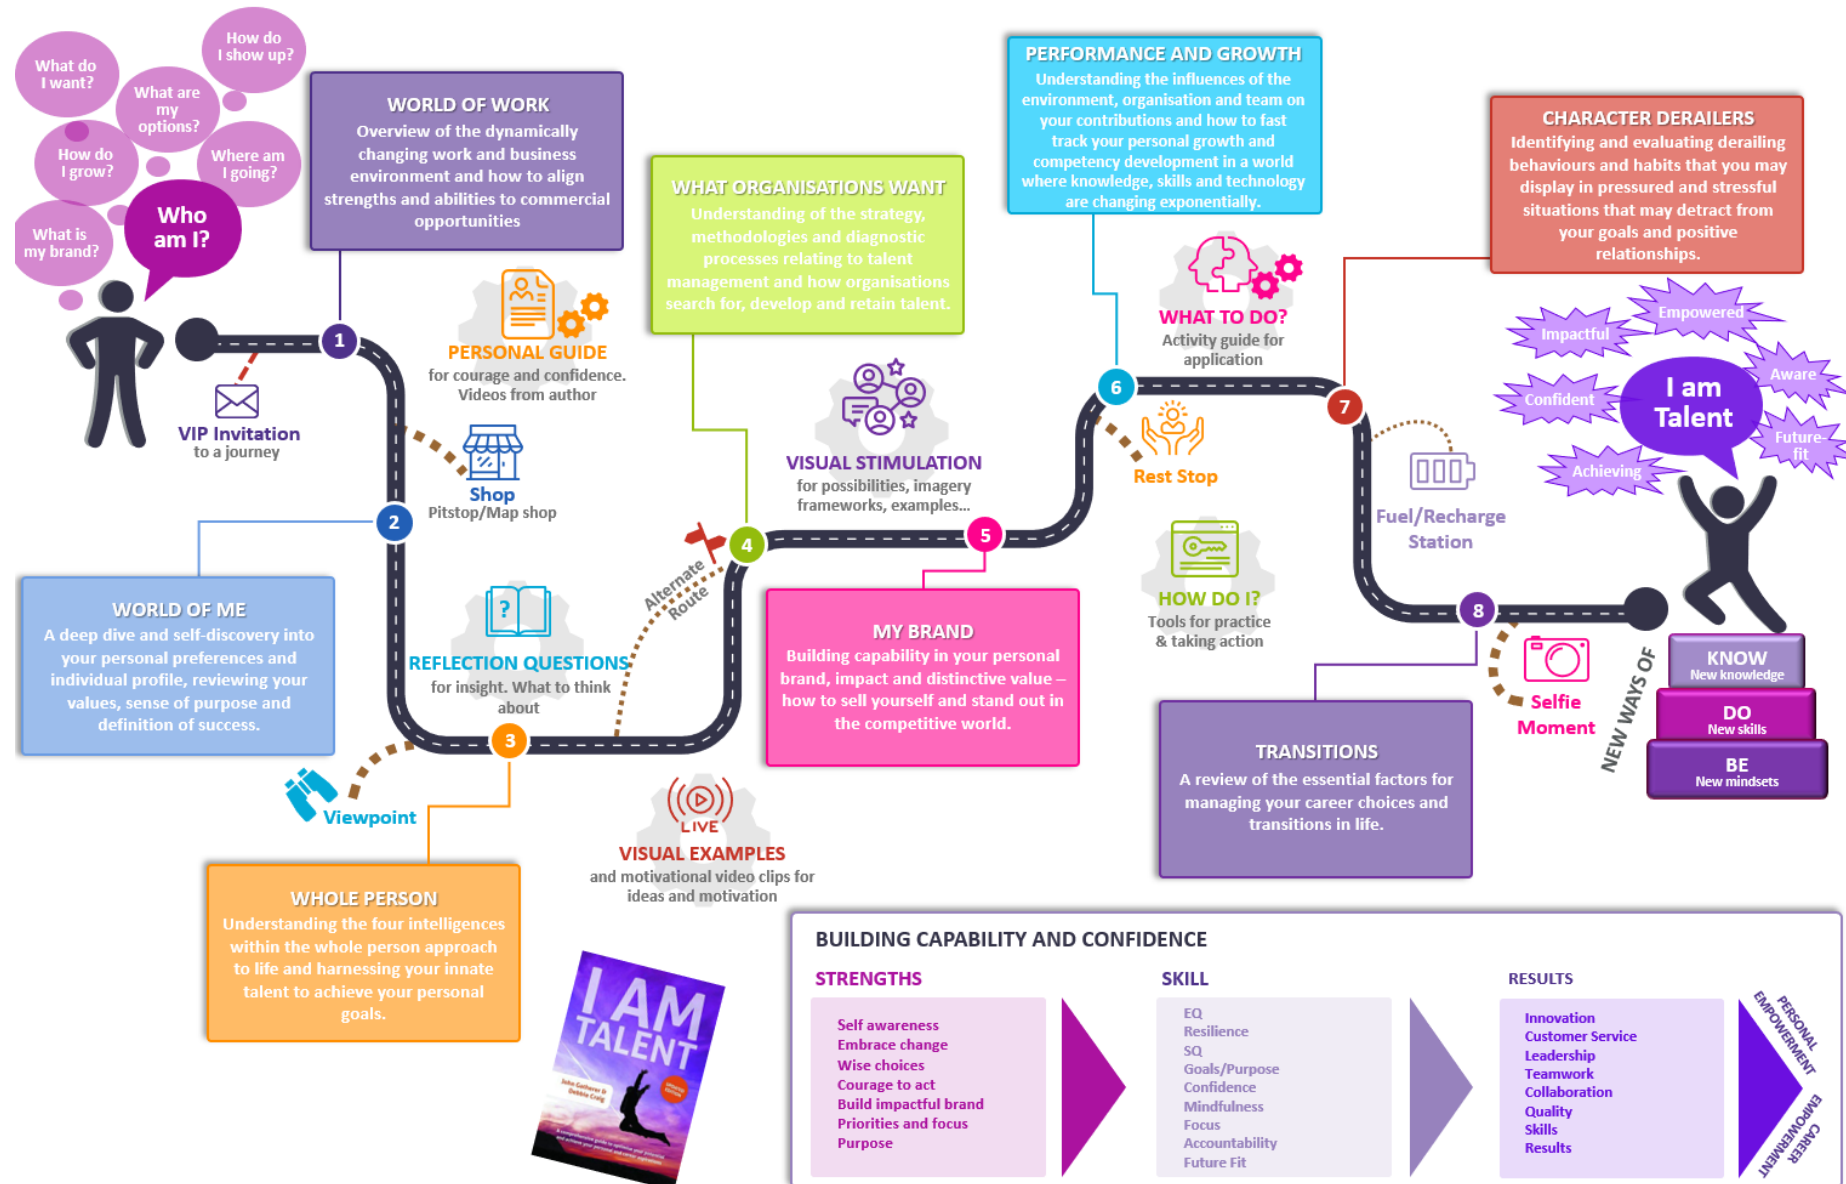 What do
I want?
How do
I show up?
What are
my
options?
How do
I grow?
Where am
I going?
What is
my brand?
Who
am I?
VIP Invitation
to a journey
1
WORLD OF WORK
Overview of the dynamically
changing work and business
environment and how to align
strengths and abilities to commercial
opportunities
PERSONAL GUIDE
for courage and confidence.
Videos from author
Shop
Pitstop/Map shop
2
WORLD OF ME
A deep dive and self-discovery into
your personal preferences and
individual profile, reviewing your
values, sense of purpose and
definition of success.
?
REFLECTION QUESTIONS
for insight. What to think
about
Viewpoint
3
WHOLE PERSON
Understanding the four intelligences
within the whole person approach
to life and harnessing your innate
talent to achieve your personal
goals.
Alternate
Route
LIVE
VISUAL EXAMPLES
and motivational video clips for
ideas and motivation
4
WHAT ORGANISATIONS WANT
Understanding of the strategy,
methodologies and diagnostic
processes relating to talent
management and how organisations
search for, develop and retain talent.
VISUAL STIMULATION
for possibilities, imagery
frameworks, examples...
5
MY BRAND
Building capability in your personal
brand, impact and distinctive value –
how to sell yourself and stand out in
the competitive world.
6
PERFORMANCE AND GROWTH
Understanding the influences of the
environment, organisation and team on
your contributions and how to fast
track your personal growth and
competency development in a world
where knowledge, skills and technology
are changing exponentially.
WHAT TO DO?
Activity guide for
application
Rest Stop
HOW DO I?
Tools for practice
& taking action
7
CHARACTER DERAILERS
Identifying and evaluating derailing
behaviours and habits that you may
display in pressured and stressful
situations that may detract from
your goals and positive
relationships.
Fuel/Recharge
Station
8
TRANSITIONS
A review of the essential factors for
managing your career choices and
transitions in life.
Selfie
Moment
Impactful
Empowered
Aware
Confident
Future-
fit
Achieving
I am
Talent
NEW WAYS OF
KNOW
New knowledge
DO
New skills
BE
New mindsets
I AM
TALENT
John Gatherer &
Debbie Craig
UPDATED
EDITION
A comprehensive guide to optimise your potential
and achieve your personal and career aspirations
BUILDING CAPABILITY AND CONFIDENCE
STRENGTHS
Self awareness
Embrace change
Wise choices
Courage to act
Build impactful brand
Priorities and focus
Purpose
SKILL
EQ
Resilience
SQ
Goals/Purpose
Confidence
Mindfulness
Focus
Accountability
Future Fit
RESULTS
Innovation
Customer Service
Leadership
Teamwork
Collaboration
Quality
Skills
Results
PERSONAL
EMPOWERMENT
CAREER
EMPOWERMENT